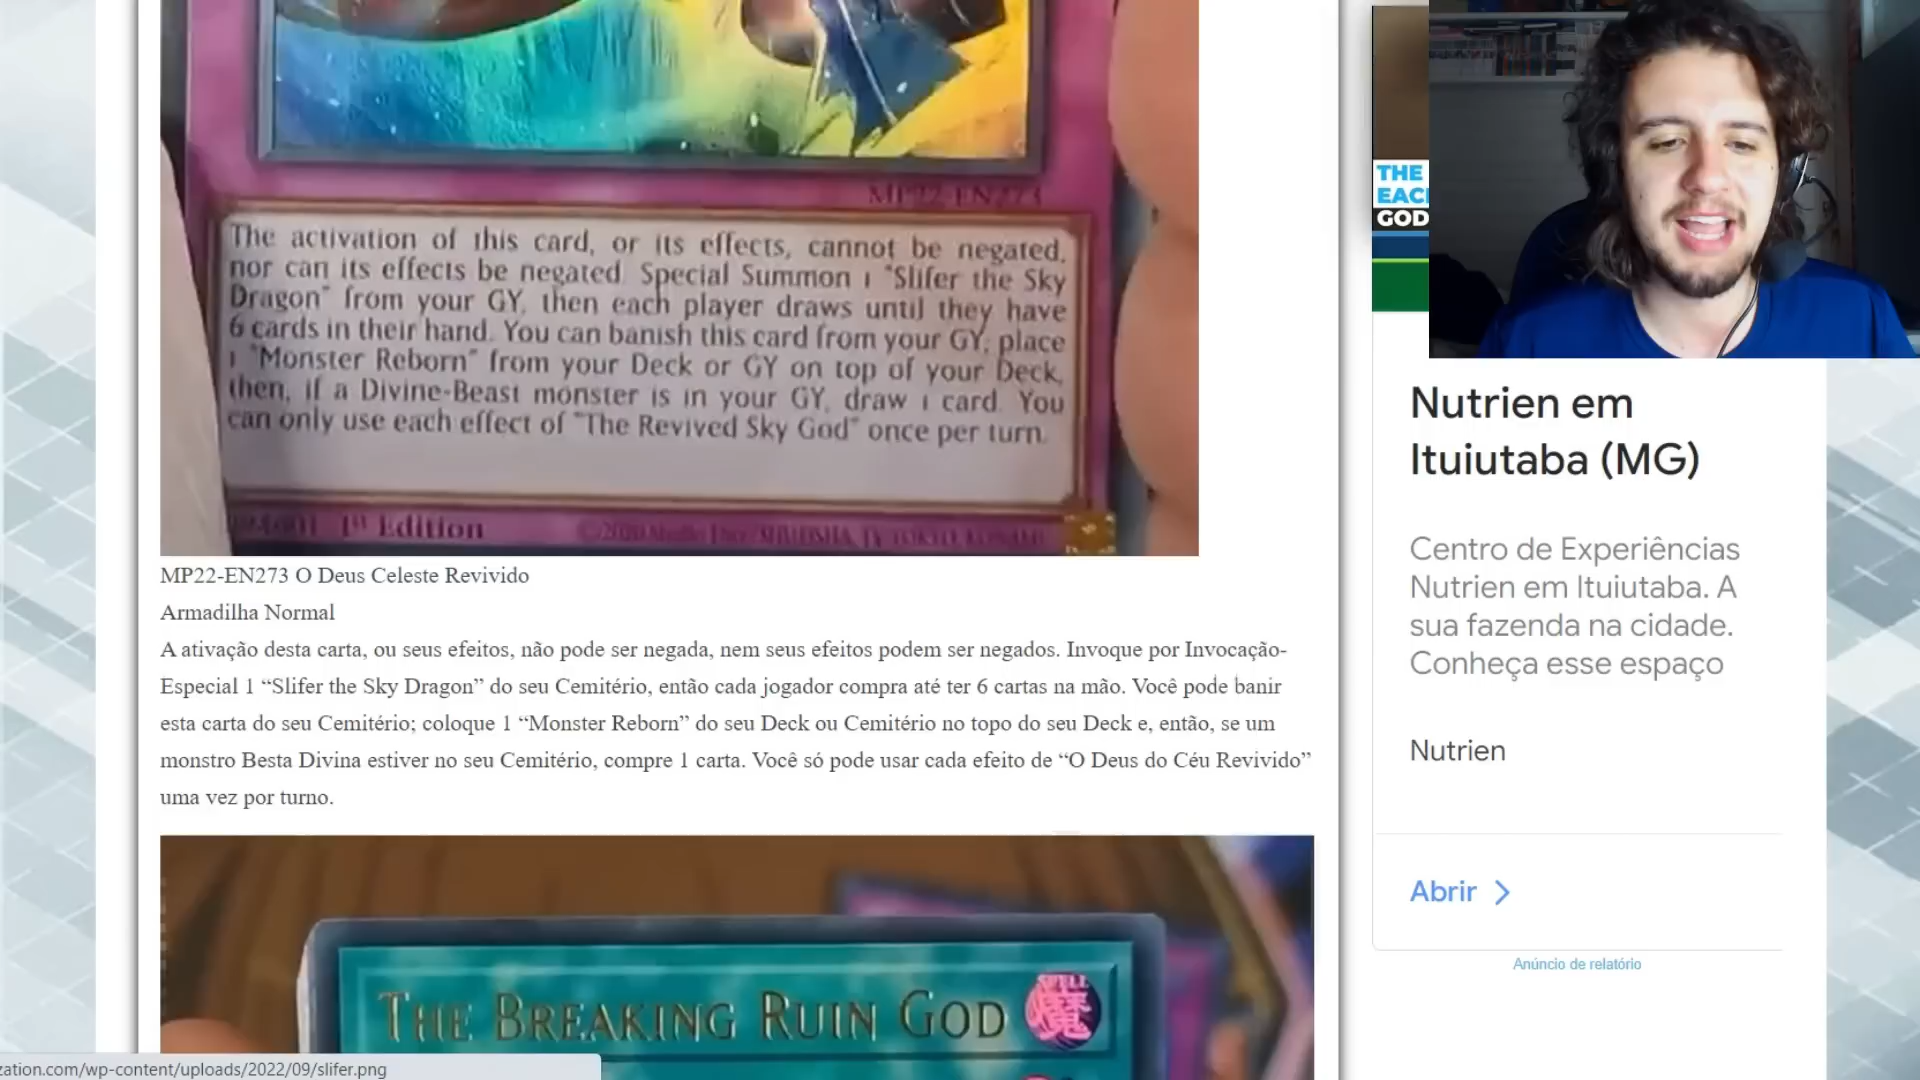 MP22-EN273
The activation of this card, or its effects, cannot be negated,
nor can its effects be negated. Special Summon 1 "Slifer the Sky
Dragon" from your GY, then each player draws until they have
6 cards in their hand. You can banish this card from your GY; place
1 "Monster Reborn" from your Deck or GY on top of your Deck,
then, if a Divine-Beast monster is in your GY, draw 1 card. You
can only use each effect of "The Revived Sky God" once per turn.
1st Edition
MP22-EN273 O Deus Celeste Revivido
Armadilha Normal
A ativação desta carta, ou seus efeitos, não pode ser negada, nem seus efeitos podem ser negados. Invoque por Invocação-
Especial 1 “Slifer the Sky Dragon” do seu Cemitério, então cada jogador compra até ter 6 cartas na mão. Você pode banir
esta carta do seu Cemitério; coloque 1 “Monster Reborn” do seu Deck ou Cemitério no topo do seu Deck e, então, se um
monstro Besta Divina estiver no seu Cemitério, compre 1 carta. Você só pode usar cada efeito de “O Deus do Céu Revivido”
uma vez por turno.
THE BREAKING RUIN GOD
SPELL
魔
zation.com/wp-content/uploads/2022/09/slifer.png
THE
EAC
GOD
Nutrien em
Ituiutaba (MG)
Centro de Experiências
Nutrien em Ituiutaba. A
sua fazenda na cidade.
Conheça esse espaço
Nutrien
Abrir
Anúncio de relatório